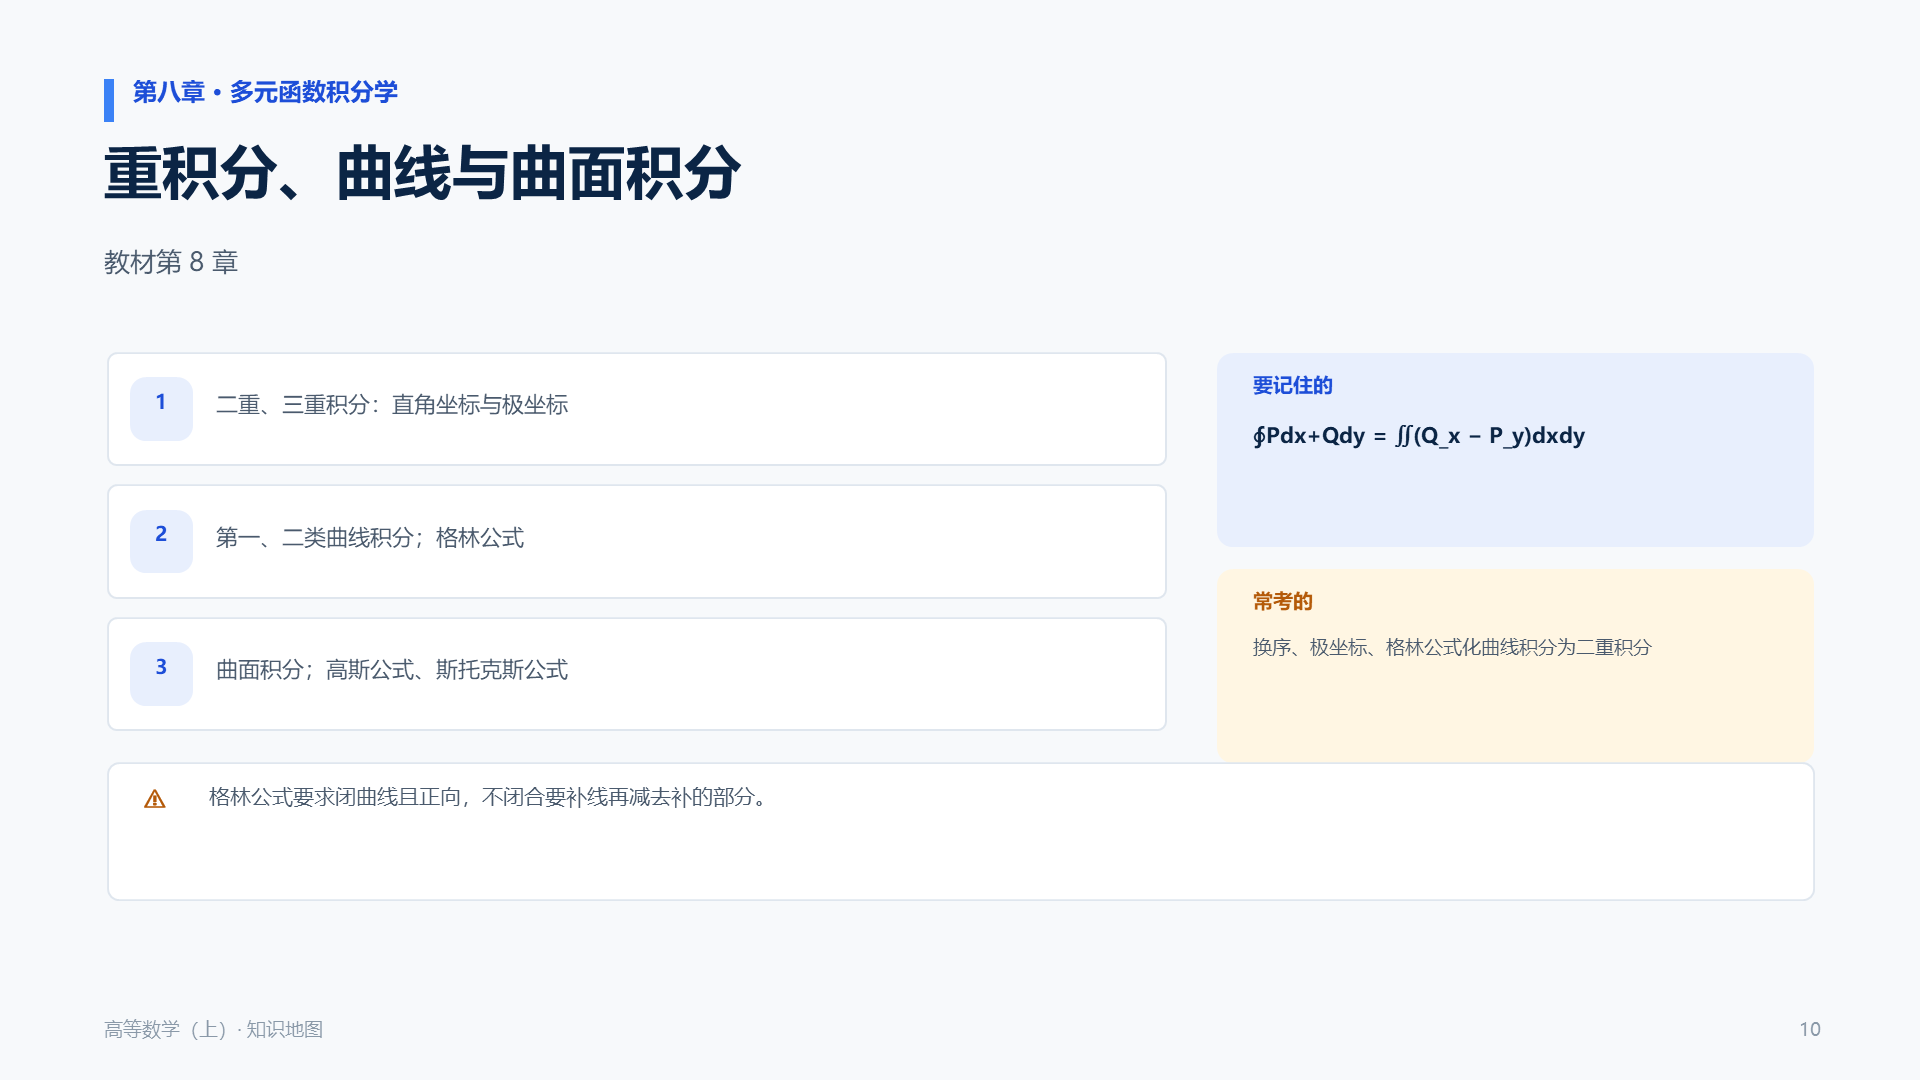 第八章 · 多元函数积分学
重积分、曲线与曲面积分
教材第 8 章
1
二重、三重积分：直角坐标与极坐标
2
第一、二类曲线积分；格林公式
3
曲面积分；高斯公式、斯托克斯公式
要记住的
∮Pdx+Qdy = ∬(Q_x − P_y)dxdy
常考的
换序、极坐标、格林公式化曲线积分为二重积分
⚠ 格林公式要求闭曲线且正向，不闭合要补线再减去补的部分。
高等数学（上）· 知识地图
10